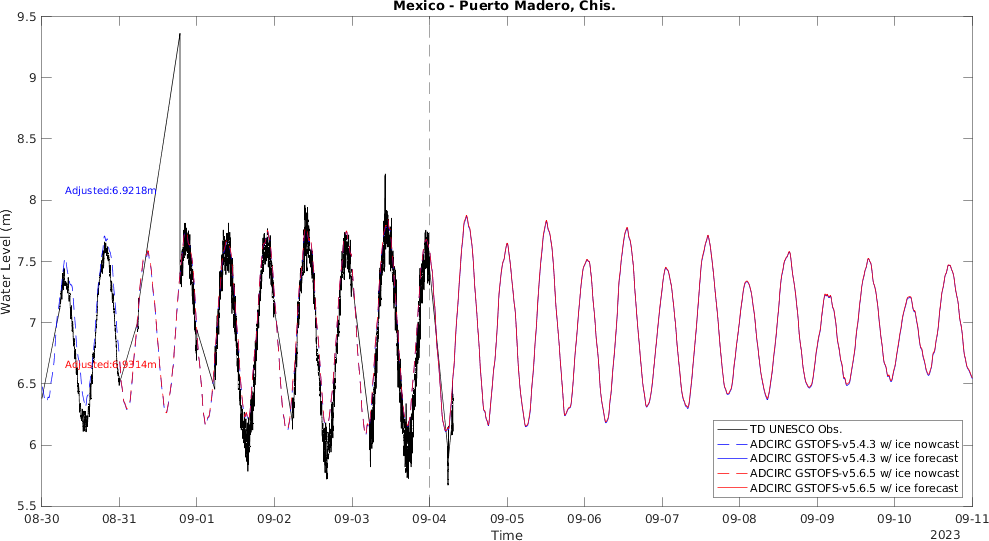 Mexico - Puerto Madero, Chis.
9.5
9
8.5
8
7.5
7
6.5
6
5.5
Water Level (m)
Adjusted:6.9218m
Adjusted:6.9314m
TD UNESCO Obs.
ADCIRC GSTOFS-v5.4.3 w/ ice nowcast
ADCIRC GSTOFS-v5.4.3 w/ ice forecast
ADCIRC GSTOFS-v5.6.5 w/ ice nowcast
ADCIRC GSTOFS-v5.6.5 w/ ice forecast
08-30 08-31 09-01 09-02 09-03 09-04 09-05 09-06 09-07 09-08 09-09 09-10 09-11
Time
2023